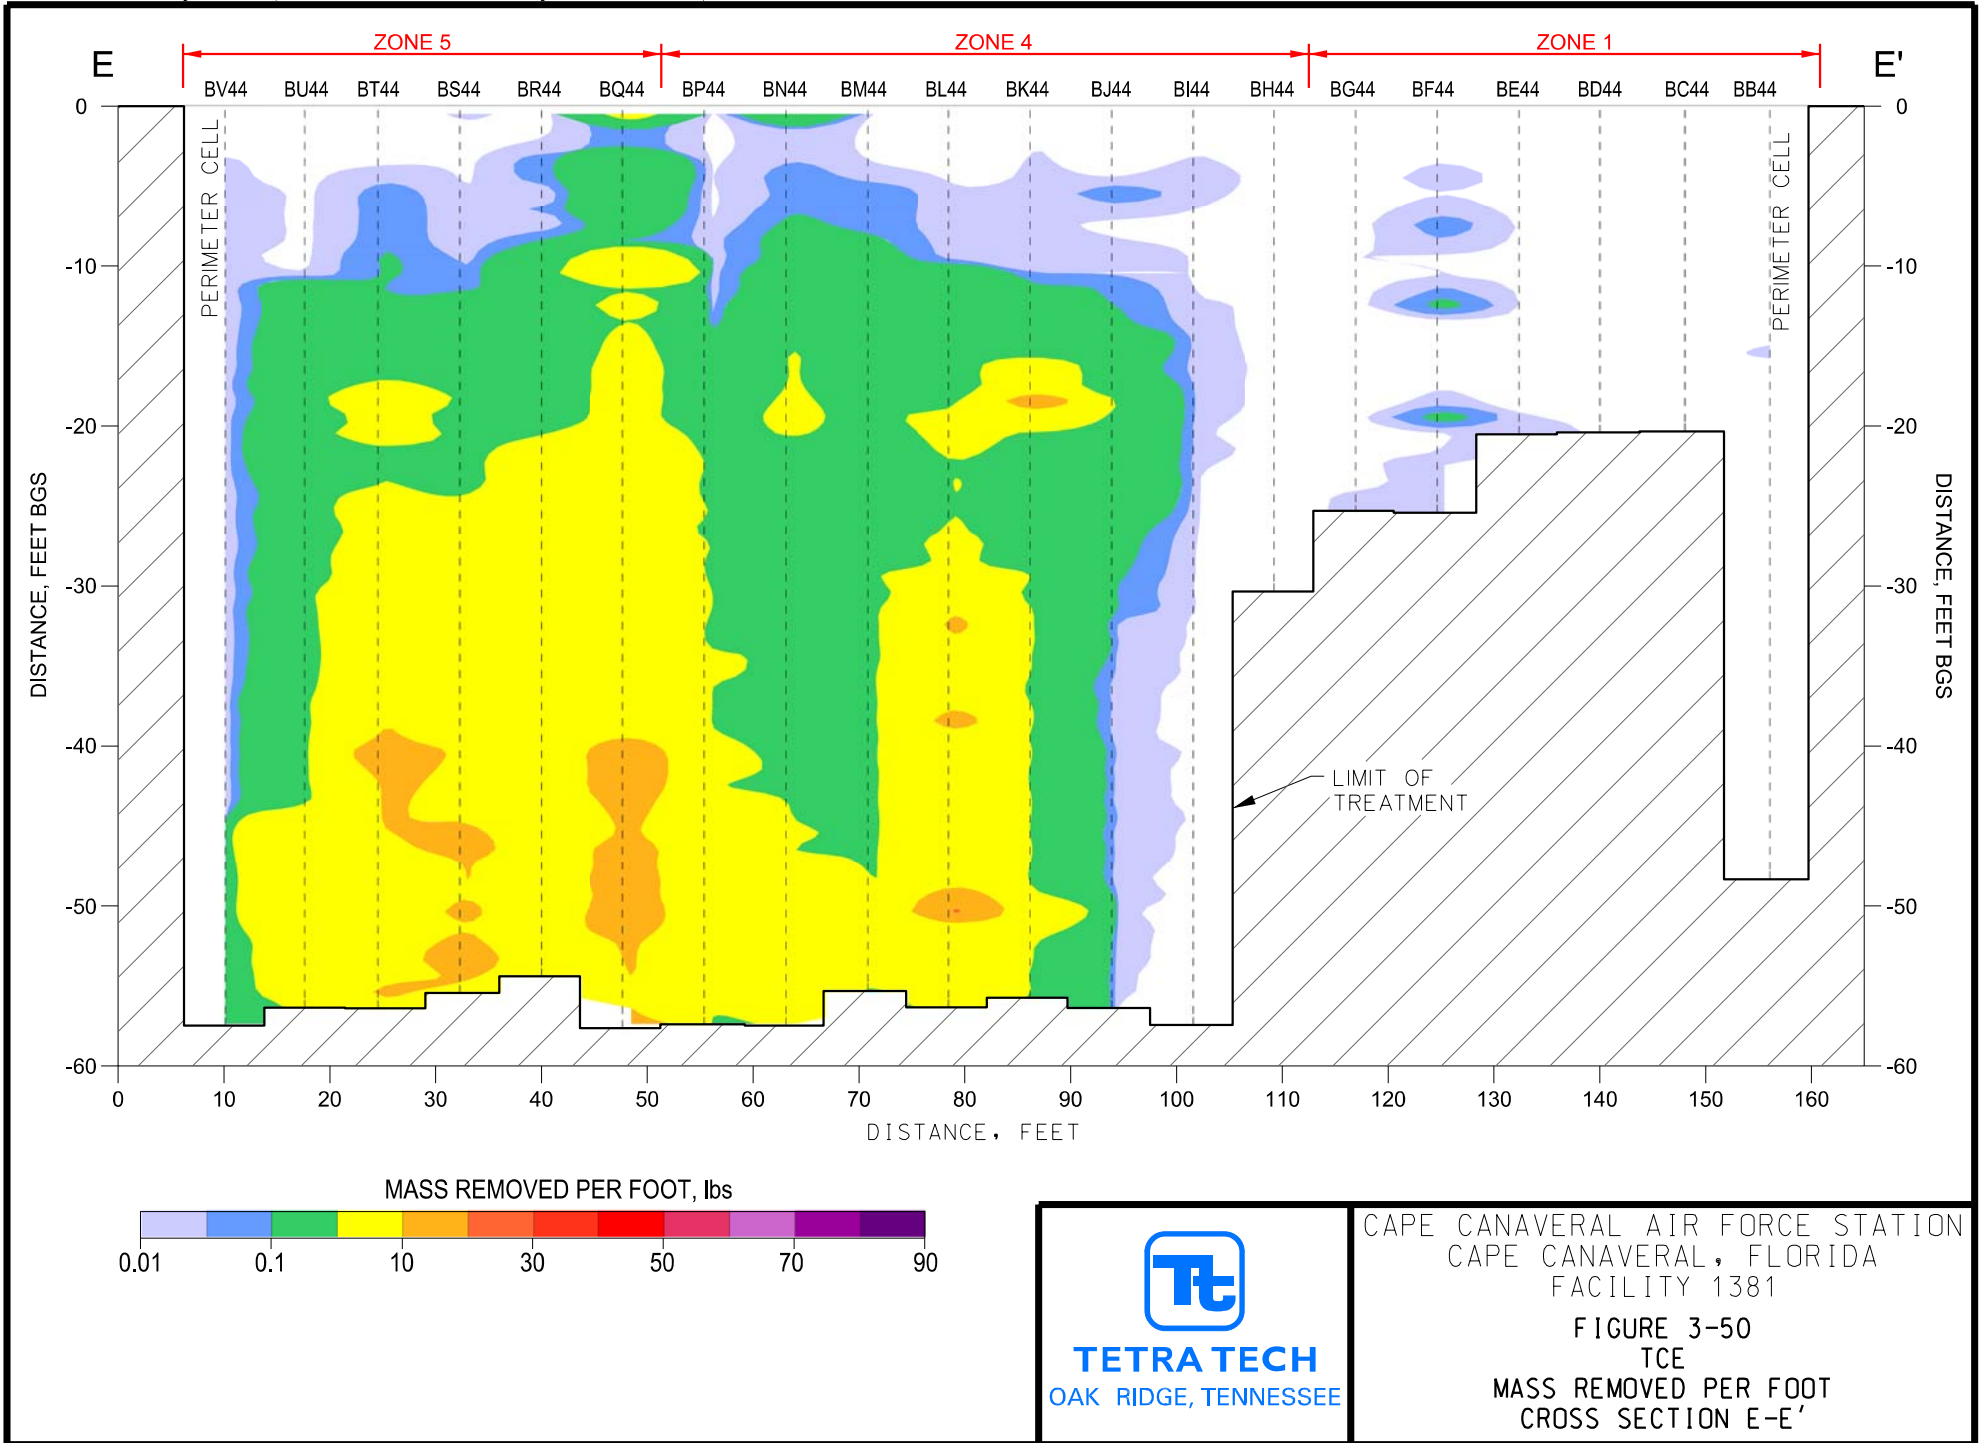 E
ZONE 5
ZONE 4
ZONE 1
E'
BV44 BU44 BT44 BS44 BR44 BQ44 BP44 BN44 BM44 BL44 BK44 BJ44 BI44 BH44 BG44 BF44 BE44 BD44 BC44 BB44
PERIMETER CELL
PERIMETER CELL
0
-10
-20
-30
-40
-50
-60
DISTANCE, FEET BGS
0
-10
-20
-30
-40
-50
-60
DISTANCE, FEET BGS
LIMIT OF
TREATMENT
0 10 20 30 40 50 60 70 80 90 100 110 120 130 140 150 160
DISTANCE, FEET
MASS REMOVED PER FOOT, lbs
0.01 0.1 10 30 50 70 90
Tt
TETRA TECH
OAK RIDGE, TENNESSEE
CAPE CANAVERAL AIR FORCE STATION
CAPE CANAVERAL, FLORIDA
FACILITY 1381
FIGURE 3-50
TCE
MASS REMOVED PER FOOT
CROSS SECTION E-E'